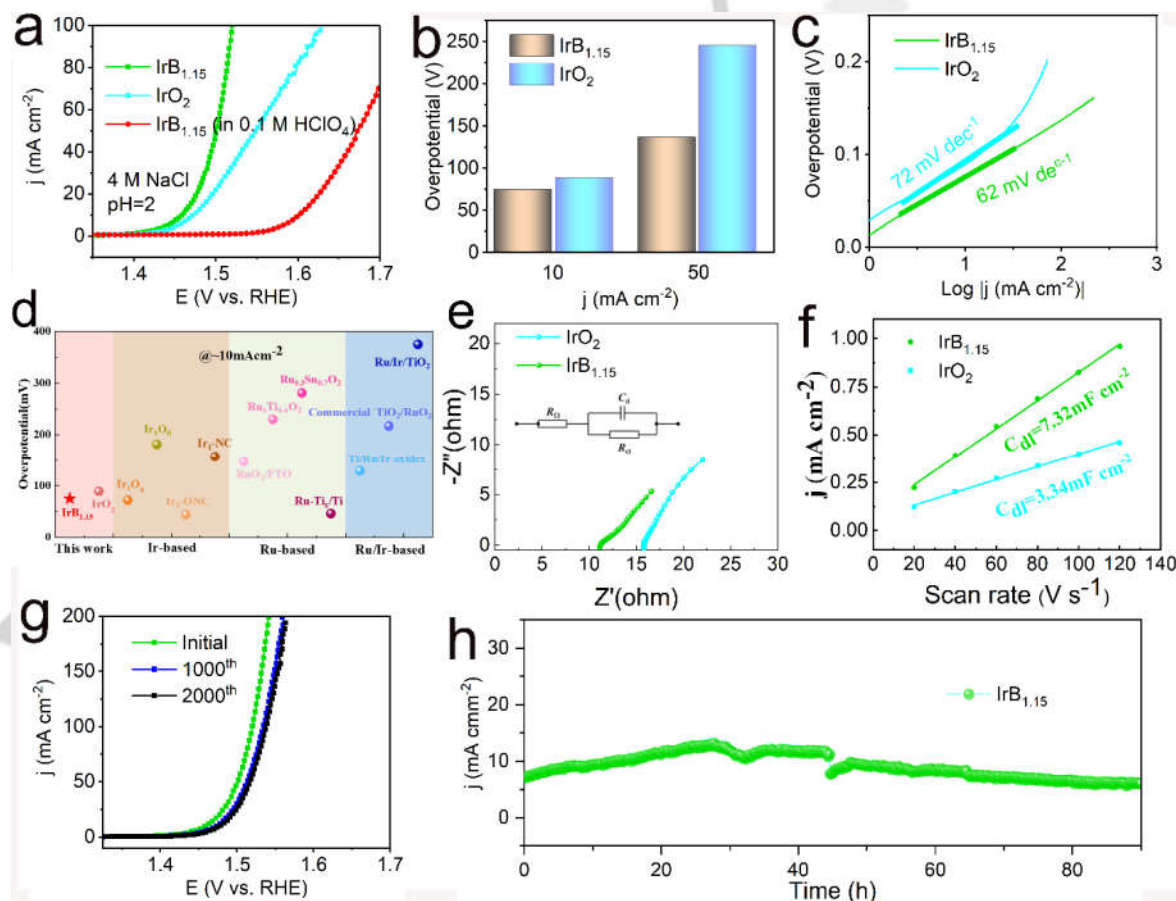 a
100
80
60
40
20
0
j (mA cm-2)
IrB1.15
IrO2
IrB1.15 (in 0.1 M HClO4)
4 M NaCl
pH=2
1.4 1.5 1.6 1.7
E (V vs. RHE)
b
250
200
150
100
50
0
Overpotential (V)
IrB1.15
IrO2
10 50
j (mA cm-2)
c
0.2
0.1
0.0
Overpotential (V)
IrB1.15
IrO2
72 mV dec-1
62 mV dec-1
0 1 2 3
Log |j (mA cm-2)|
d
400
300
200
100
0
Overpotential(mV)
@~10mAcm-2
IrB1.15
IrO2
Ir1-NC
RuO2/FTO
Ru-Tix/Ti
Ru/Ir/TiO2
Commercial TiO2/RuO2
Ti/Ru/Ir-oxidex
This work Ir-based Ru-based Ru/Ir-based
e
25
20
15
10
5
0
-Z''(ohm)
IrO2
IrB1.15
0 5 10 15 20 25 30
Z'(ohm)
f
1.00
0.75
0.50
0.25
0.00
j (mA cm-2)
IrB1.15
IrO2
Cdl=7.32mF cm-2
Cdl=3.34mF cm-2
0 20 40 60 80 100 120 140
Scan rate (V s-1)
g
200
150
100
50
0
j (mA cm-2)
Initial
1000th
2000th
1.4 1.5 1.6 1.7
E (V vs. RHE)
h
30
20
10
0
j (mA cmm-2)
IrB1.15
0 20 40 60 80
Time (h)